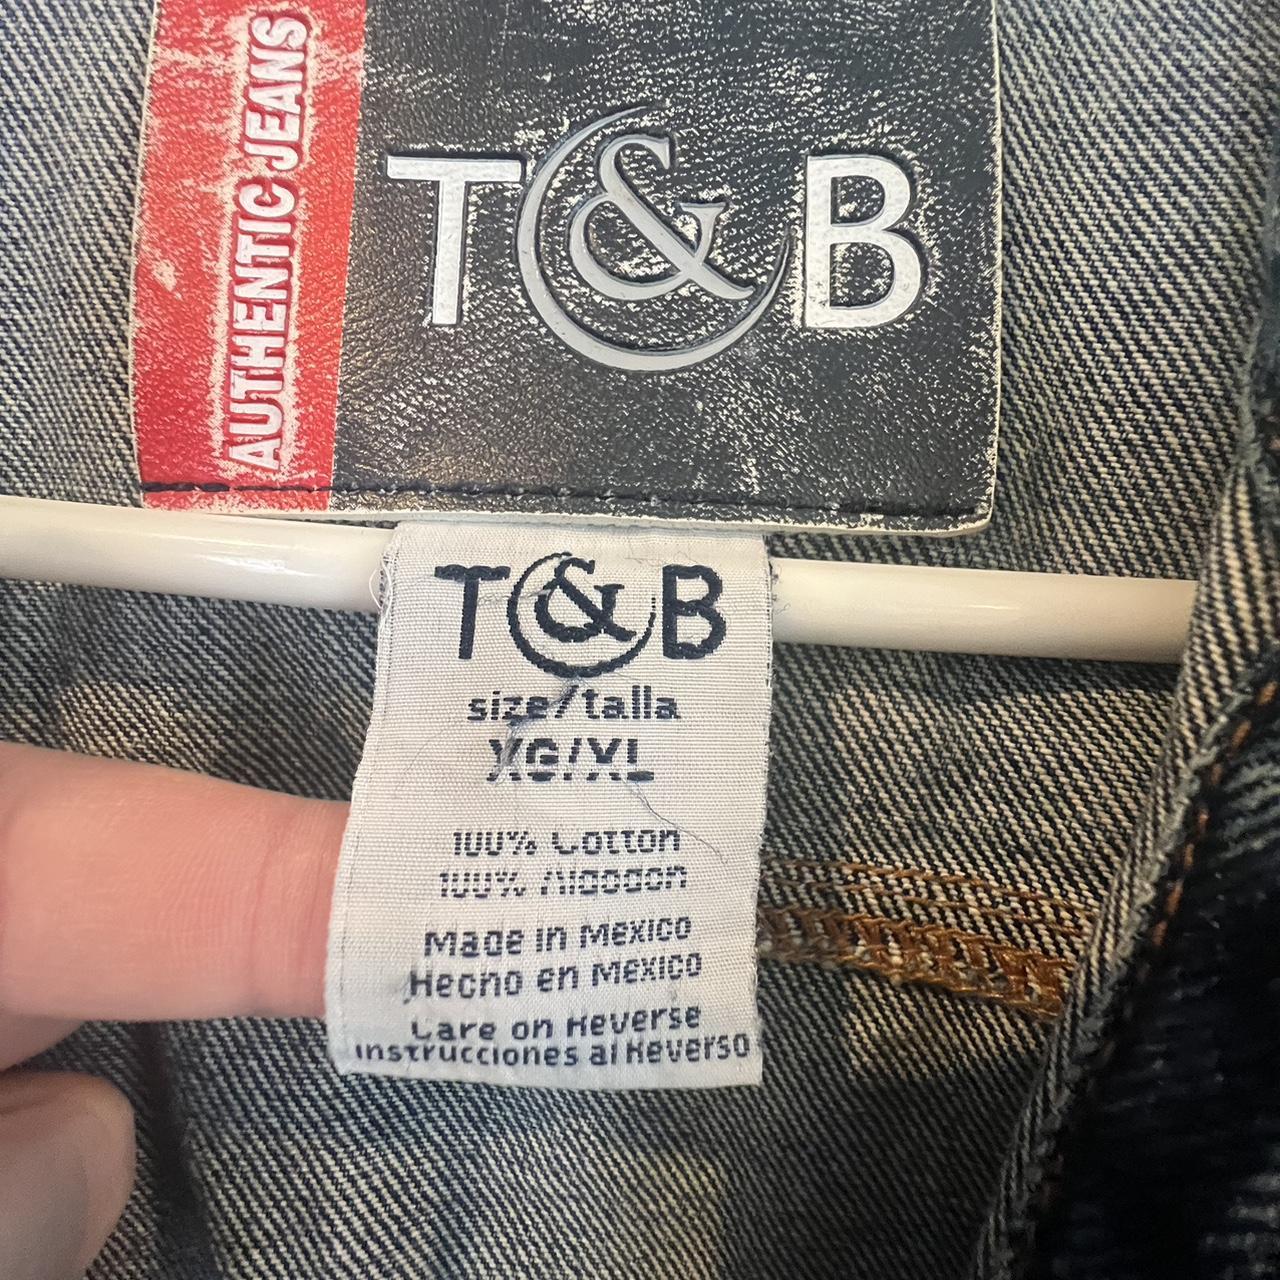 AUTHENTIC JEANS
T&B
T&B
size/talla
XG/XL
100% Cotton
100% Algodon
Made in Mexico
Hecho en Mexico
Care on Reverse
Instrucciones al Reverso